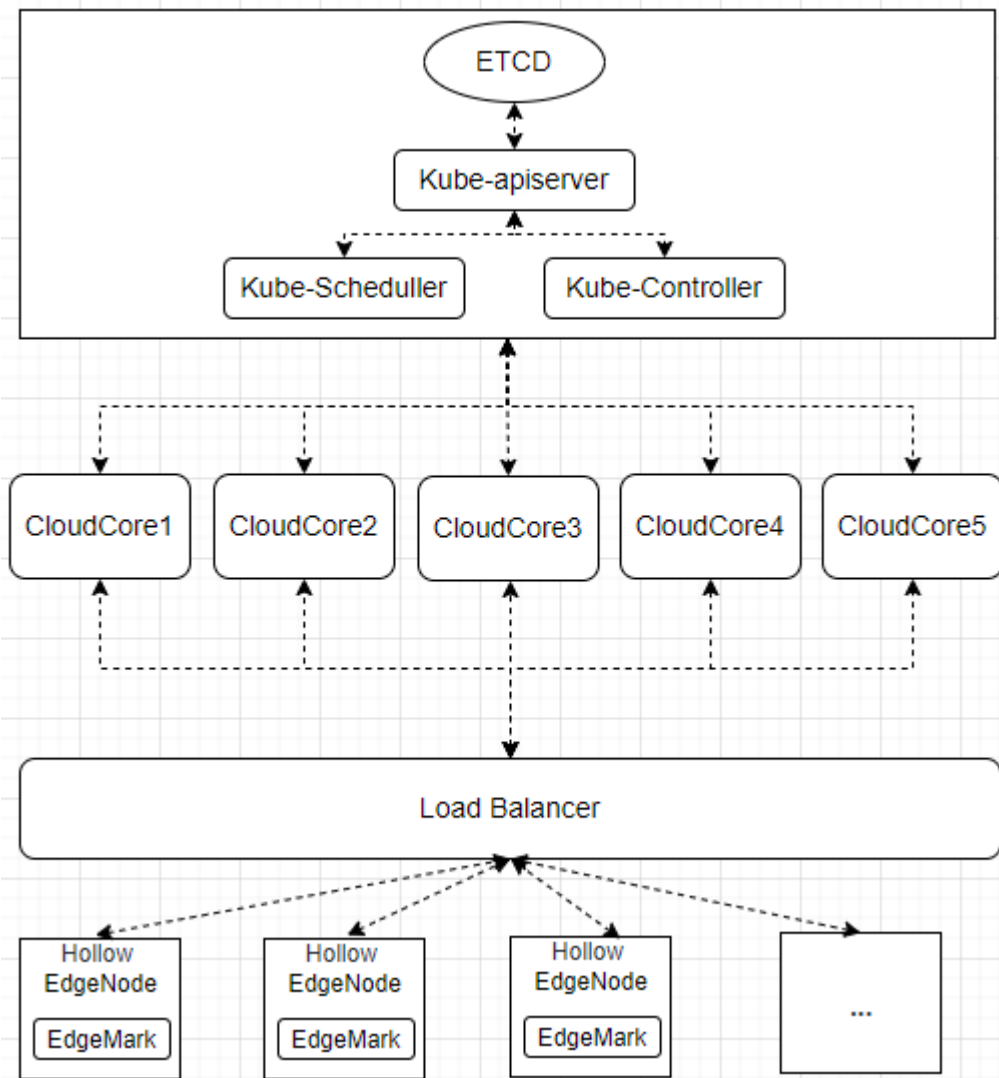 ETCD
Kube-apiserver
Kube-Scheduller
Kube-Controller
CloudCore1
CloudCore2
CloudCore3
CloudCore4
CloudCore5
Load Balancer
Hollow
EdgeNode
EdgeMark
Hollow
EdgeNode
EdgeMark
Hollow
EdgeNode
EdgeMark
...